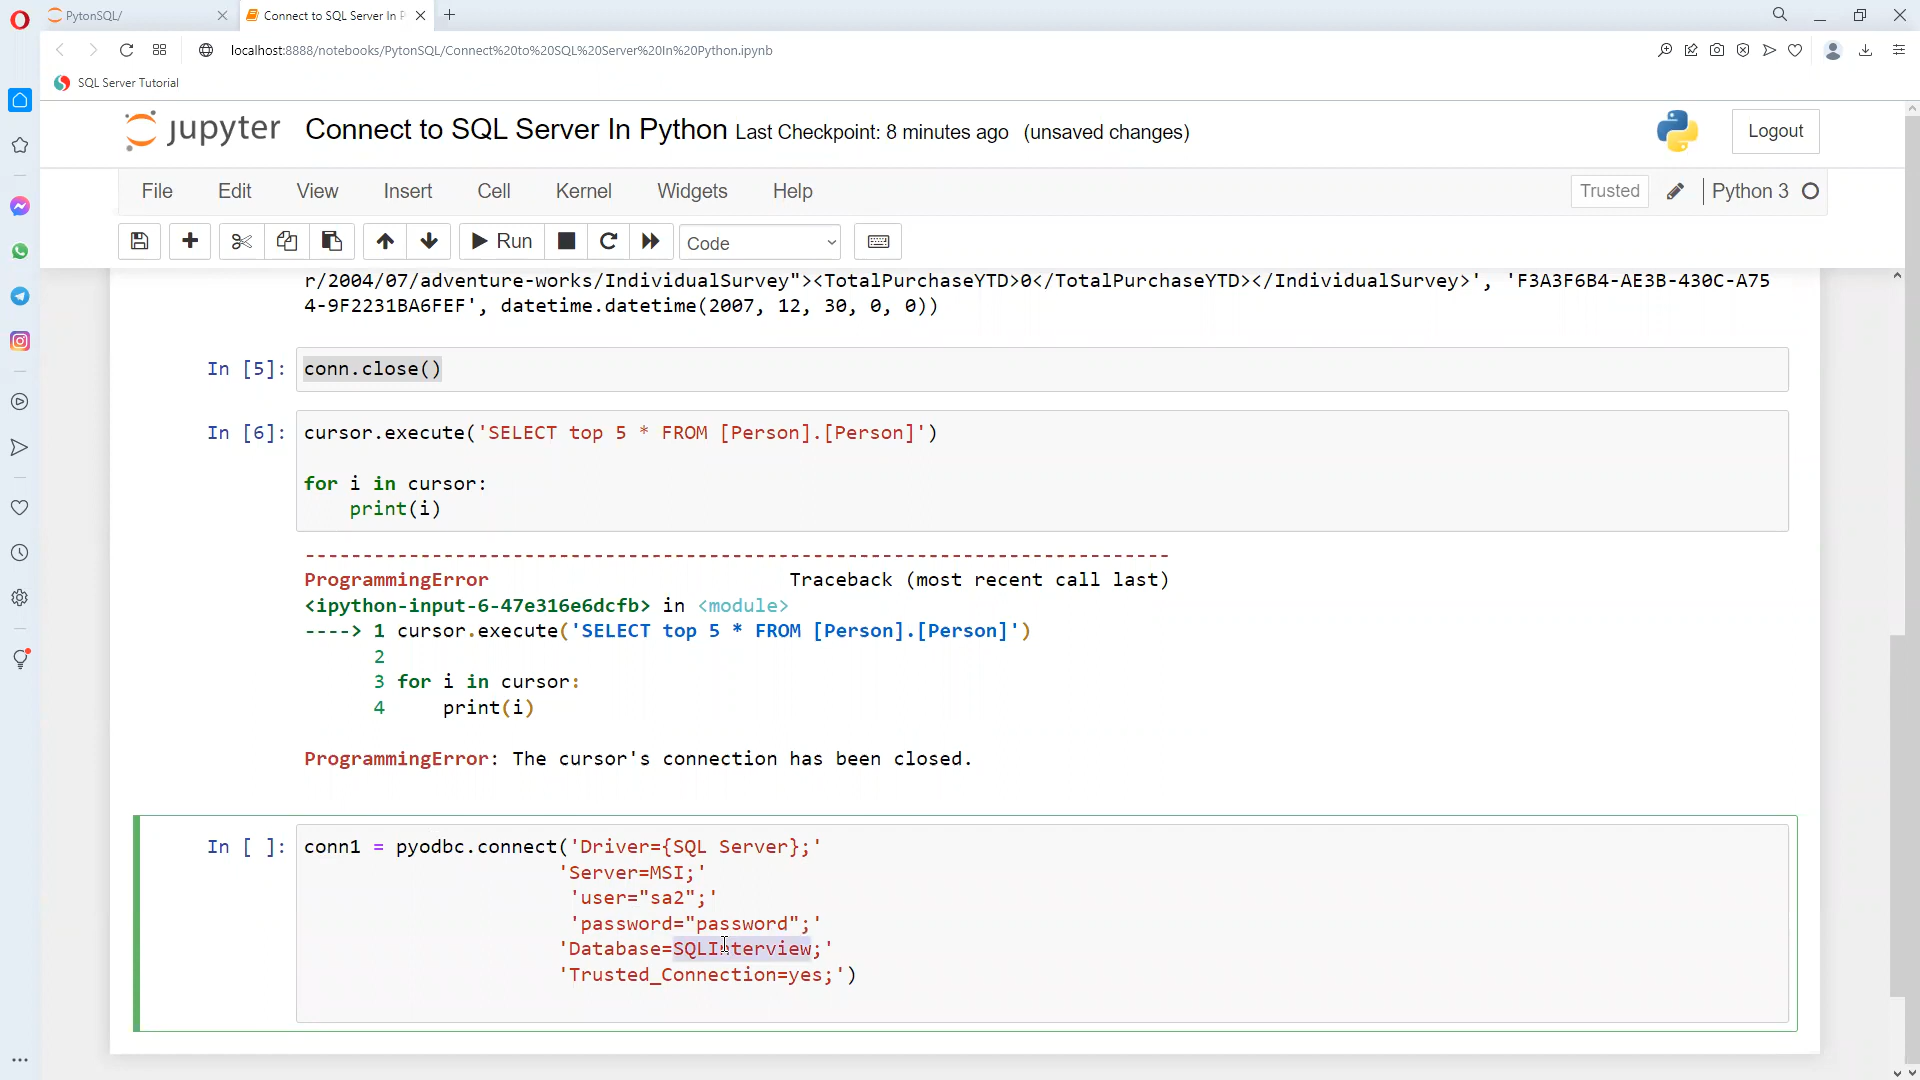 PytonSQL/
Connect to SQL Server In P
localhost:8888/notebooks/PytonSQL/Connect%20to%20SQL%20Server%20In%20Python.ipynb
SQL Server Tutorial
jupyter Connect to SQL Server In Python Last Checkpoint: 8 minutes ago (unsaved changes)
Logout
File Edit View Insert Cell Kernel Widgets Help
Trusted
Python 3
Run
Code
r/2004/07/adventure-works/IndividualSurvey"><TotalPurchaseYTD>0</TotalPurchaseYTD></IndividualSurvey>', 'F3A3F6B4-AE3B-430C-A75
4-9F2231BA6FEF', datetime.datetime(2007, 12, 30, 0, 0))
In [5]: conn.close()
In [6]: cursor.execute('SELECT top 5 * FROM [Person].[Person]')
for i in cursor:
print(i)
---------------------------------------------------------------------------
ProgrammingError Traceback (most recent call last)
<ipython-input-6-47e316e6dcfb> in <module>
----> 1 cursor.execute('SELECT top 5 * FROM [Person].[Person]')
2
3 for i in cursor:
4 print(i)
ProgrammingError: The cursor's connection has been closed.
In [ ]: conn1 = pyodbc.connect('Driver={SQL Server};'
'Server=MSI;'
'user="sa2";'
'password="password";'
'Database=SQLInterview;'
'Trusted_Connection=yes;')